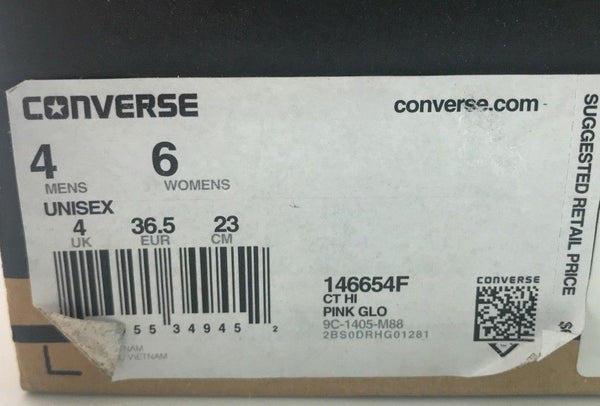 CONVERSE
converse.com
4 MENS
6 WOMENS
UNISEX
4 UK
36.5 EUR
23 CM
55 34945 2
VIETNAM
146654F
CT HI
PINK GLO
9C-1405-M88
2BS0DRHG01281
CONVERSE
SUGGESTED RETAIL PRICE